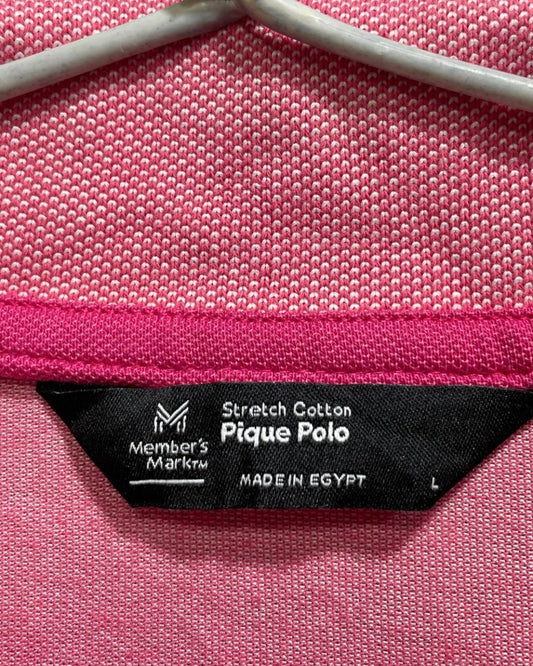 Member's
Mark™
Stretch Cotton
Pique Polo
MADE IN EGYPT
L